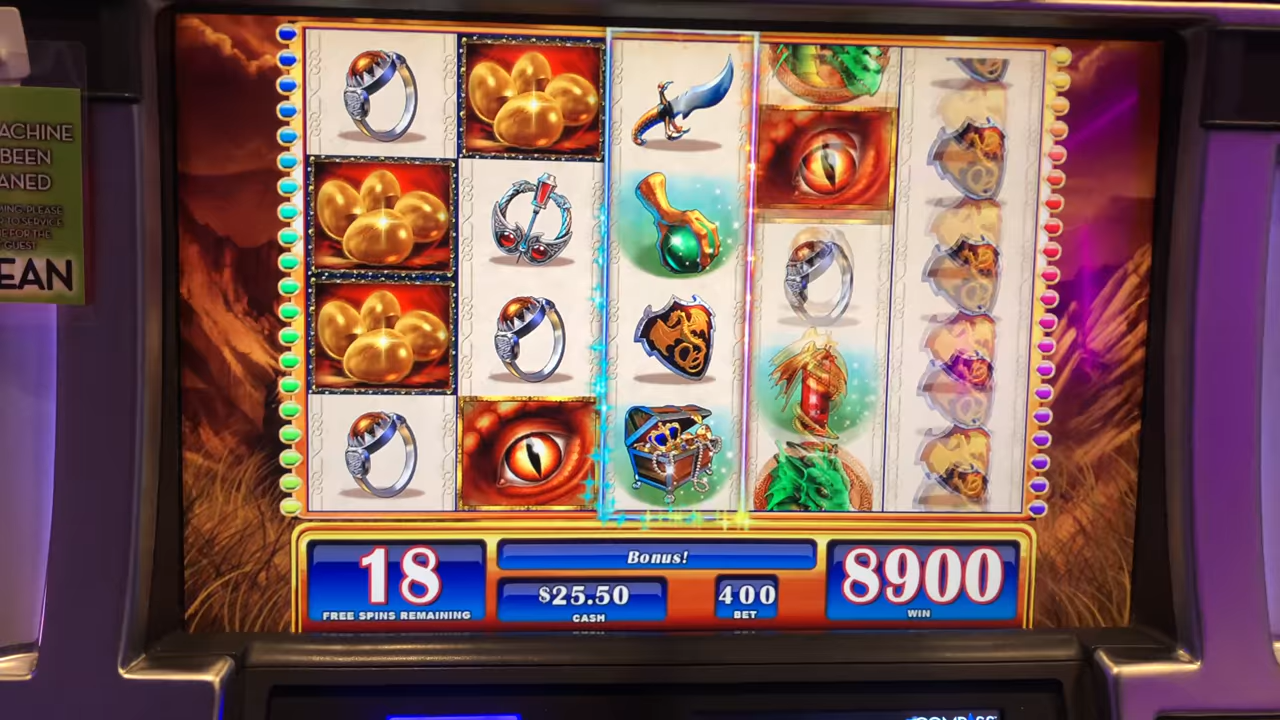 ACHINE
BEEN
ANED
EAN
18
FREE SPINS REMAINING
Bonus!
$25.50
CASH
400
BET
8900
WIN